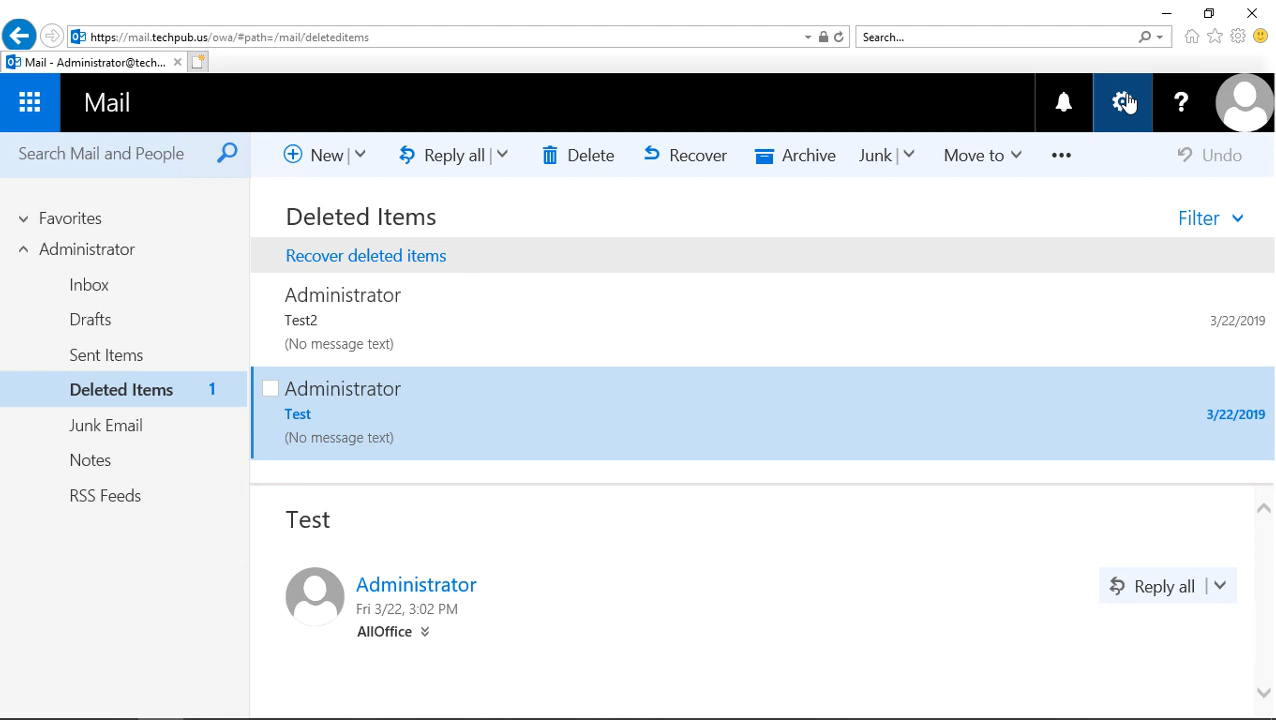 https://mail.techpub.us/owa/#path=/mail/deleteditems
Search...
Mail - Administrator@tech...
Mail
?
Search Mail and People
New
Reply all
Delete
Recover
Archive
Junk
Move to
Undo
Favorites
Administrator
Inbox
Drafts
Sent Items
Deleted Items 1
Junk Email
Notes
RSS Feeds
Deleted Items
Filter
Recover deleted items
Administrator
Test2
3/22/2019
(No message text)
Administrator
Test
3/22/2019
(No message text)
Test
Administrator
Fri 3/22, 3:02 PM
AllOffice
Reply all